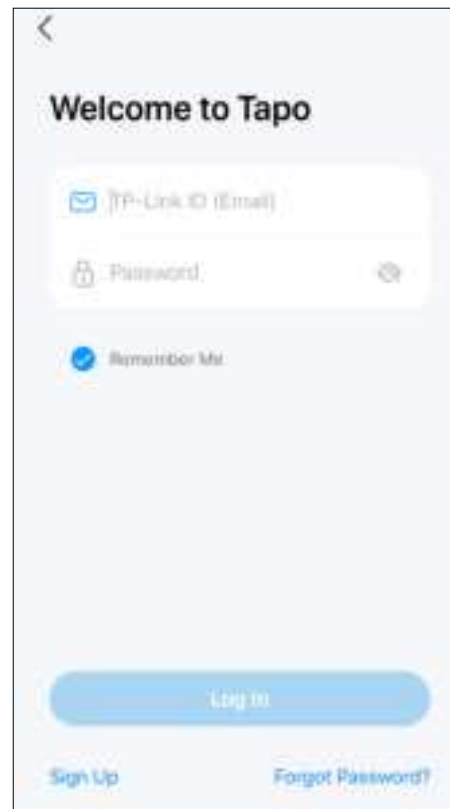 Welcome to Tapo
TP-Link ID (Email)
Password
Remember Me
Log In
Sign Up
Forgot Password?